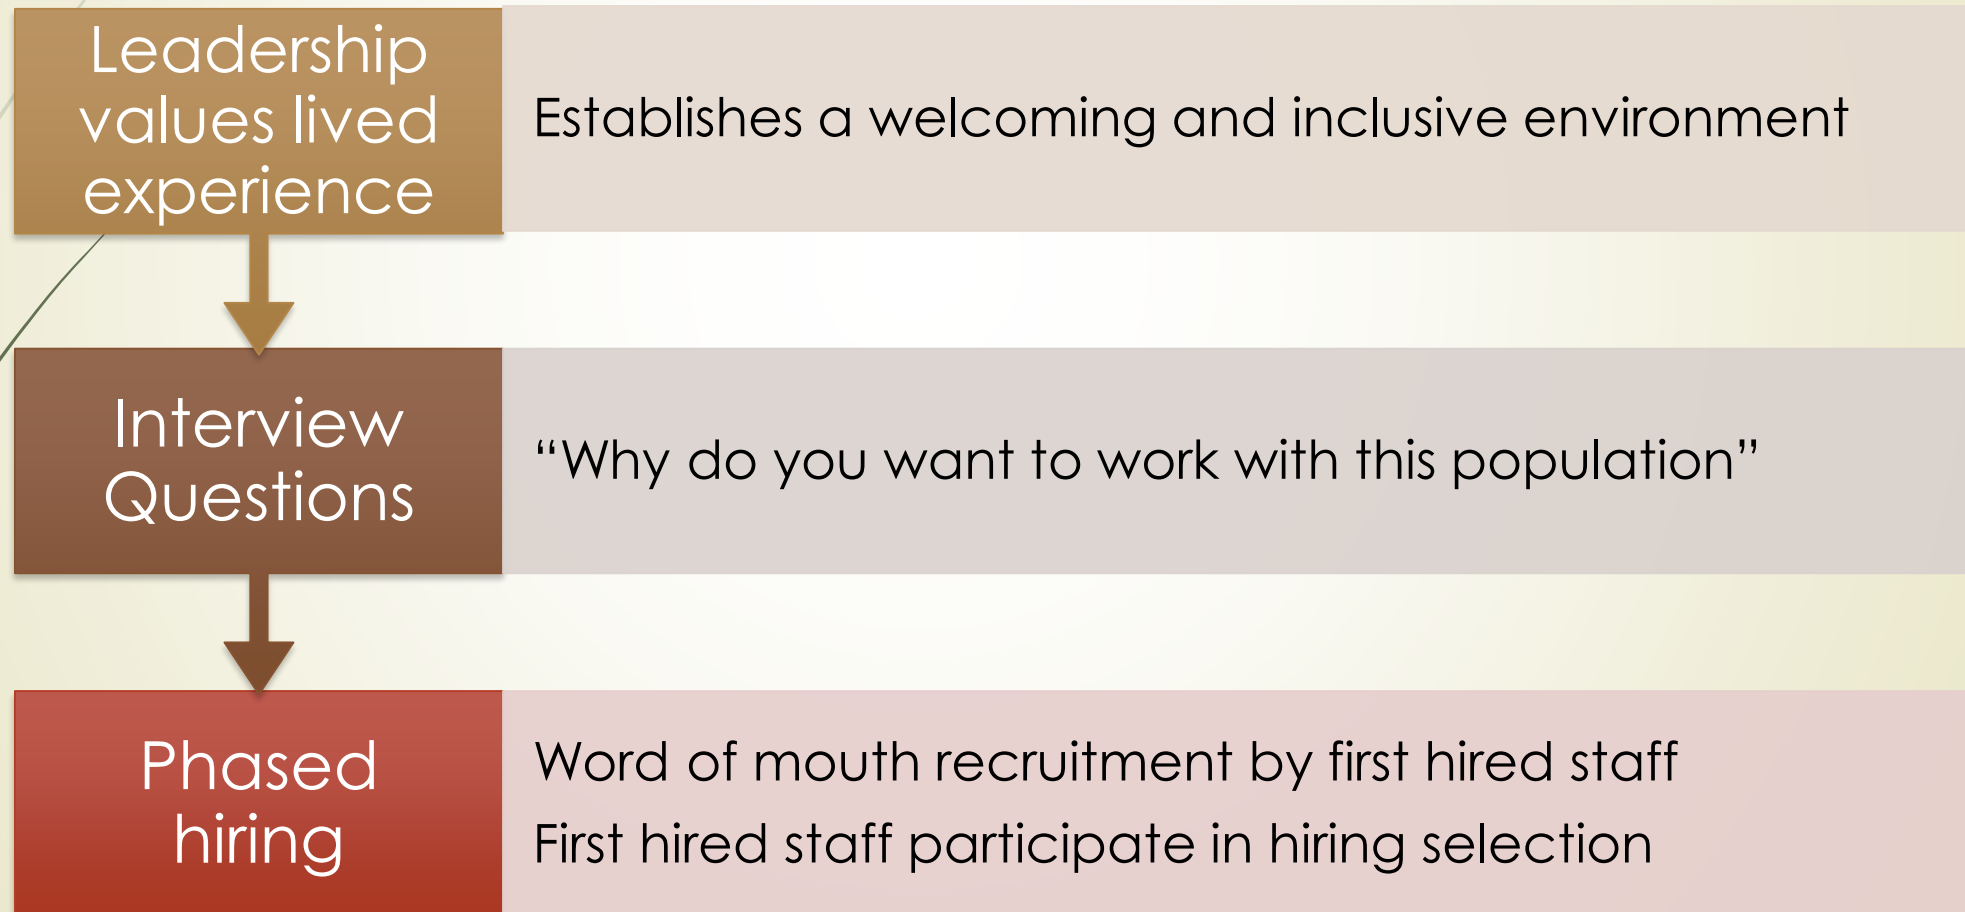 Leadership
values lived
experience
Establishes a welcoming and inclusive environment
Interview
Questions
“Why do you want to work with this population”
Phased
hiring
Word of mouth recruitment by first hired staff
First hired staff participate in hiring selection